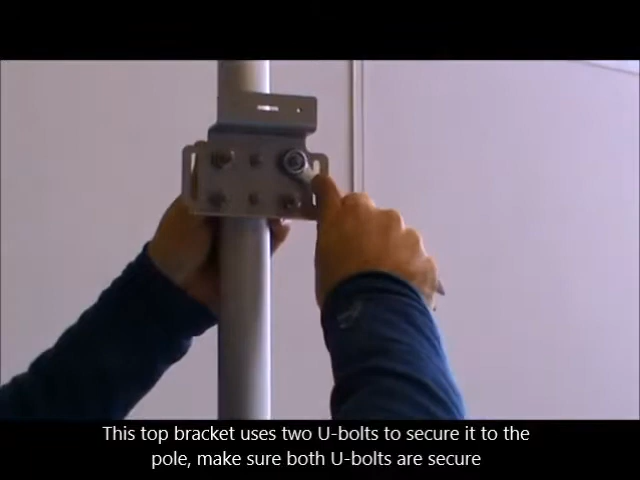 This top bracket uses two U-bolts to secure it to the
pole, make sure both U-bolts are secure